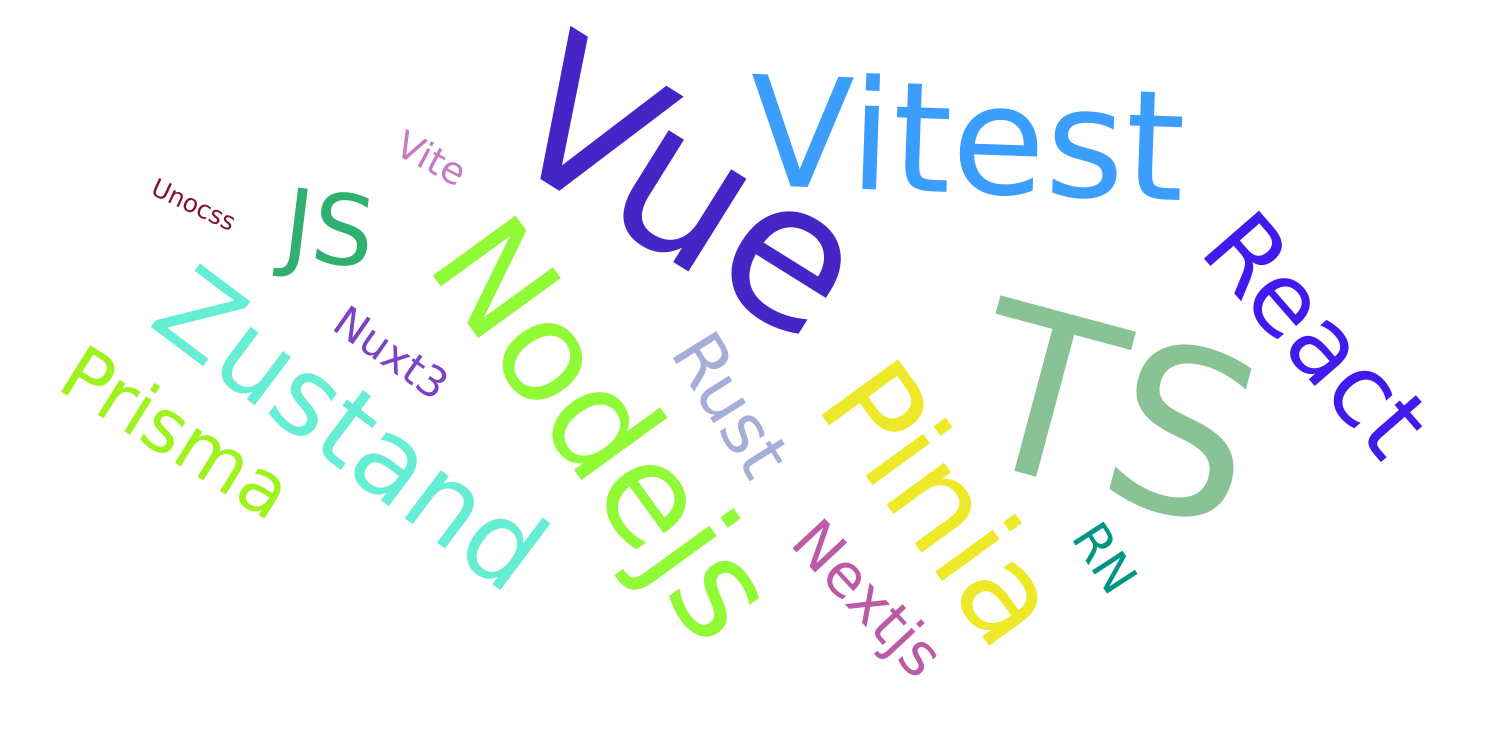 Vue
Vitest
Vite
Unocss
JS
Nodejs
React
Zustand
Nuxt3
TS
Rust
Prisma
Pinia
Nextjs
RN